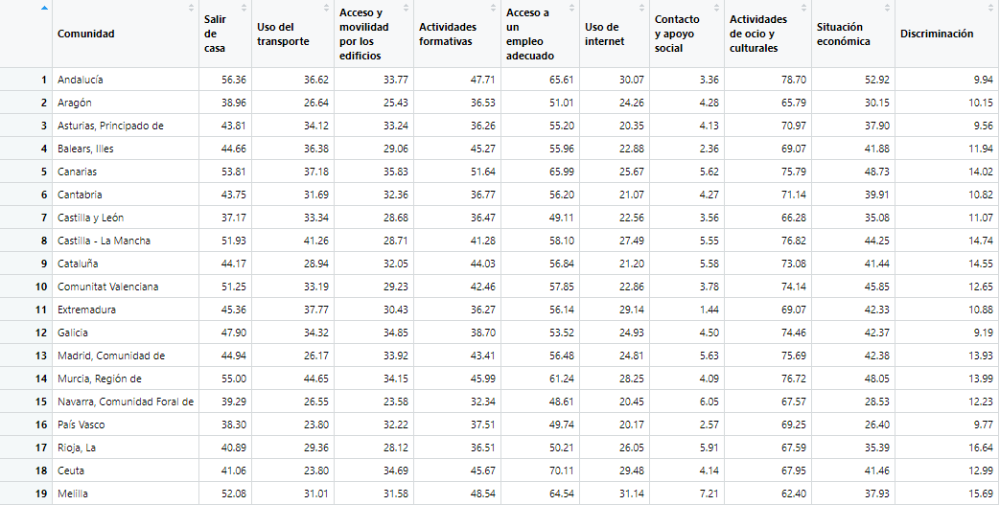 Comunidad Salir de casa Uso del transporte Acceso y movilidad por los edificios Actividades formativas Acceso a un empleo adecuado Uso de internet Contacto y apoyo social Actividades de ocio y culturales Situación económica Discriminación
1 Andalucía 56.36 36.62 33.77 47.71 65.61 30.07 3.36 78.70 52.92 9.94
2 Aragón 38.96 26.64 25.43 36.53 51.01 24.26 4.28 65.79 30.15 10.15
3 Asturias, Principado de 43.81 34.12 33.24 36.26 55.20 20.35 4.13 70.97 37.90 9.56
4 Balears, Illes 44.66 36.38 29.06 45.27 55.96 22.88 2.36 69.07 41.88 11.94
5 Canarias 53.81 37.18 35.83 51.64 65.99 25.67 5.62 75.79 48.73 14.02
6 Cantabria 43.75 31.69 32.36 36.77 56.20 21.07 4.27 71.14 39.91 10.82
7 Castilla y León 37.17 33.34 28.68 36.47 49.11 22.56 3.56 66.28 35.08 11.07
8 Castilla - La Mancha 51.93 41.26 28.71 41.28 58.10 27.49 5.55 76.82 44.25 14.74
9 Cataluña 44.17 28.94 32.05 44.03 56.84 21.20 5.58 73.08 41.44 14.55
10 Comunitat Valenciana 51.25 33.19 29.23 42.46 57.85 22.86 3.78 74.14 45.85 12.65
11 Extremadura 45.36 37.77 30.43 36.27 56.14 29.14 1.44 69.07 42.33 10.88
12 Galicia 47.90 34.32 34.85 38.70 53.52 24.93 4.50 74.46 42.37 9.19
13 Madrid, Comunidad de 44.94 26.17 33.92 43.41 56.48 24.81 5.63 75.69 42.38 13.93
14 Murcia, Región de 55.00 44.65 34.15 45.99 61.24 28.25 4.09 76.72 48.05 13.99
15 Navarra, Comunidad Foral de 39.29 26.55 23.58 32.34 48.61 20.45 6.05 67.57 28.53 12.23
16 País Vasco 38.30 23.80 32.22 37.51 49.74 20.17 2.57 69.25 26.40 9.77
17 Rioja, La 40.89 29.36 28.12 36.51 50.21 26.05 5.91 67.59 35.39 16.64
18 Ceuta 41.06 23.80 34.69 45.67 70.11 29.48 4.14 67.95 41.46 12.99
19 Melilla 52.08 31.01 31.58 48.54 64.54 31.14 7.21 62.40 37.93 15.69